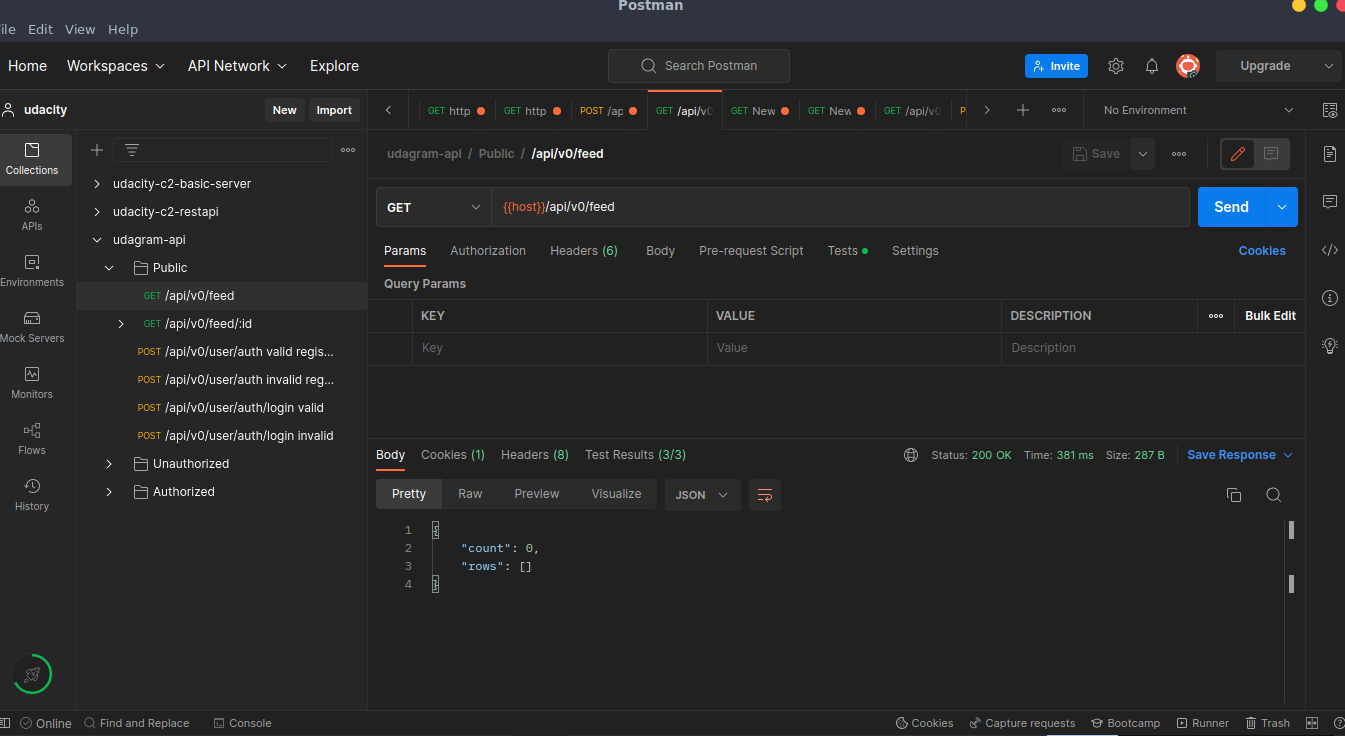 Postman
ile Edit View Help
Home Workspaces API Network Explore Search Postman Invite Upgrade
udacity New Import
GET http GET http POST /ap GET /api/v0 GET New GET New GET /api/v0 P No Environment
Collections
APIs
Environments
Mock Servers
Monitors
Flows
History
udacity-c2-basic-server
udacity-c2-restapi
udagram-api
Public
GET /api/v0/feed
GET /api/v0/feed/:id
POST /api/v0/user/auth valid regis...
POST /api/v0/user/auth invalid reg...
POST /api/v0/user/auth/login valid
POST /api/v0/user/auth/login invalid
Unauthorized
Authorized
udagram-api / Public / /api/v0/feed Save
GET {{host}}/api/v0/feed Send
Params Authorization Headers (6) Body Pre-request Script Tests Settings Cookies
Query Params
KEY VALUE DESCRIPTION Bulk Edit
Key Value Description
Body Cookies (1) Headers (8) Test Results (3/3) Status: 200 OK Time: 381 ms Size: 287 B Save Response
Pretty Raw Preview Visualize JSON
1 {
2 "count": 0,
3 "rows": []
4 }
Online Find and Replace Console Cookies Capture requests Bootcamp Runner Trash